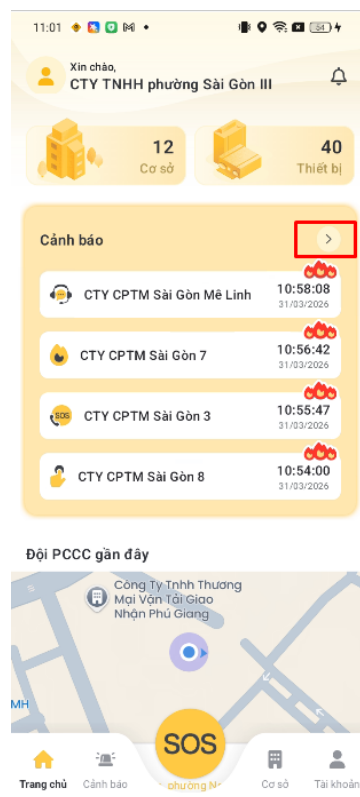 11:01
54
Xin chào,
CTY TNHH phường Sài Gòn III
12
Cơ sở
40
Thiết bị
Cảnh báo
CTY CPTM Sài Gòn Mê Linh
10:58:08
31/03/2026
CTY CPTM Sài Gòn 7
10:56:42
31/03/2026
SOS
CTY CPTM Sài Gòn 3
10:55:47
31/03/2026
CTY CPTM Sài Gòn 8
10:54:00
31/03/2026
Đội PCCC gần đây
Công Ty Tnhh Thương
Mại Vận Tải Giao
Nhận Phú Giang
MH
SOS
phường
Trang chủ
Cảnh báo
Cơ sở
Tài khoản